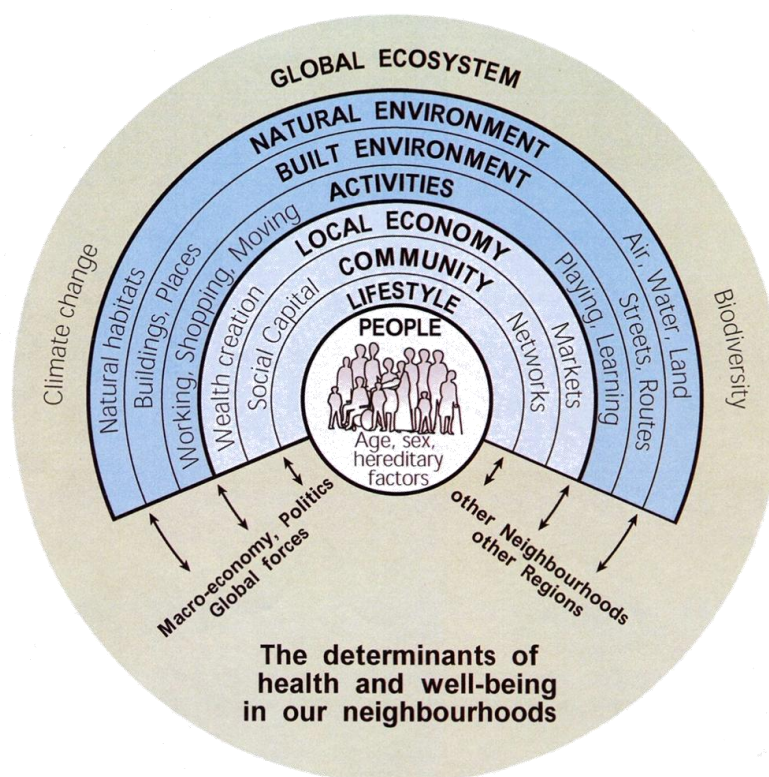 GLOBAL ECOSYSTEM
NATURAL ENVIRONMENT
BUILT ENVIRONMENT
ACTIVITIES
LOCAL ECONOMY
COMMUNITY
LIFESTYLE
PEOPLE
Age, sex,
hereditary
factors
Climate change
Natural habitats
Buildings, Places
Working, Shopping, Moving
Wealth creation
Social Capital
Networks
Markets
Playing, Learning
Streets, Routes
Air, Water, Land
Biodiversity
Macro-economy, Politics
Global forces
other Neighbourhoods
other Regions
The determinants of
health and well-being
in our neighbourhoods